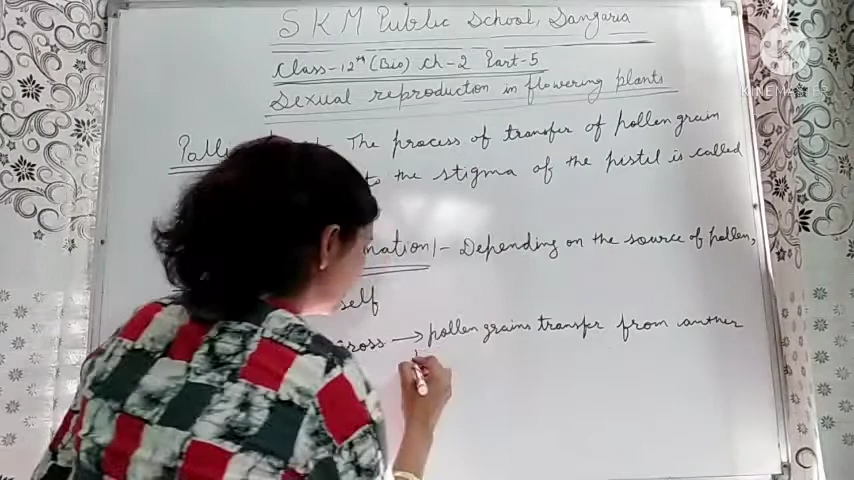 SKM Public School, Sangaria
Class-12th (Bio) Ch-2 Part-5
Sexual reproduction in flowering plants
The process of transfer of pollen grain
to the stigma of the pistil is called
Depending on the source of pollen,
self
cross → pollen grains transfer from anther
KINEMASTER